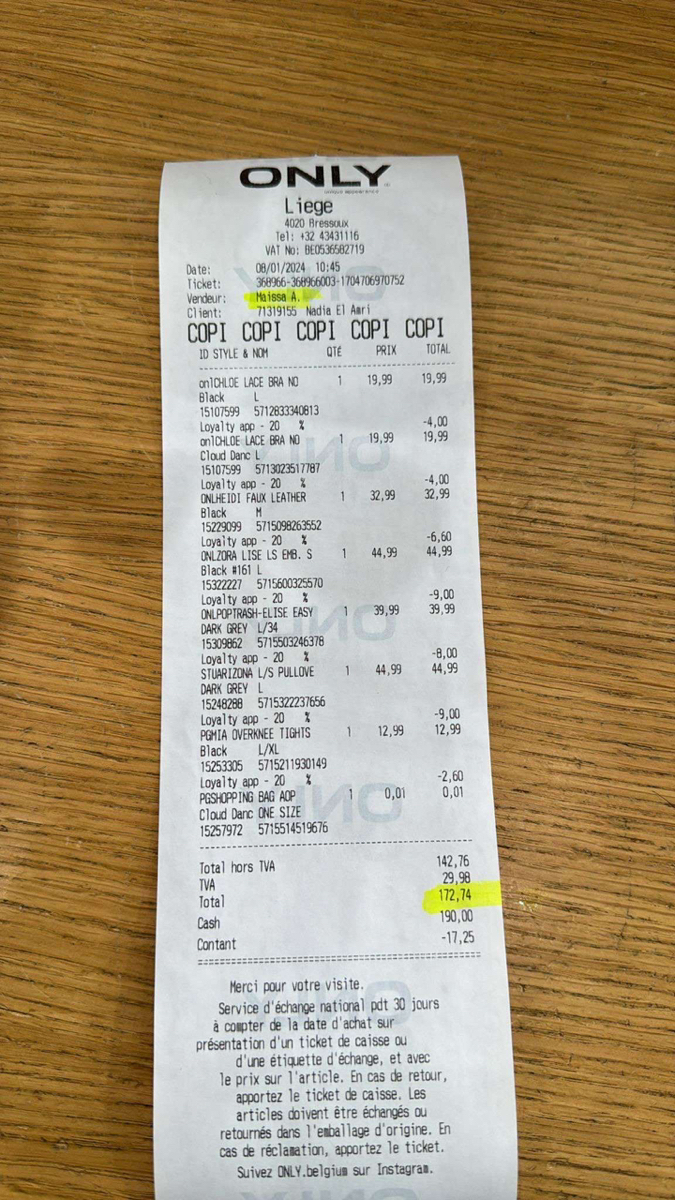 ONLY
Liege
4020 Bressoux
Tel: +32 43431116
VAT No: BE0536582719
Date: 08/01/2024 10:45
Ticket: 368966-368966003-1704706970752
Vendeur: Maissa A.
Client: 71319155 Nadia El Amri
COPI COPI COPI COPI COPI
ID STYLE & NOM QTÉ PRIX TOTAL
onlCHLOE LACE BRA NO 1 19,99 19,99
Black L
15107599 5712833340813
Loyalty app - 20 % -4,00
onlCHLOE LACE BRA NO 1 19,99 19,99
Cloud Danc L
15107599 5713023517787
Loyalty app - 20 % -4,00
ONLHEIDI FAUX LEATHER 1 32,99 32,99
Black M
15229099 5715098263552
Loyalty app - 20 % -6,60
ONLZORA LISE LS EMB. S 1 44,99 44,99
Black #161 L
15322227 5715600325570
Loyalty app - 20 % -9,00
ONLPOPTRASH-ELISE EASY 1 39,99 39,99
DARK GREY L/34
15309862 5715503246378
Loyalty app - 20 % -8,00
STUARIZONA L/S PULLOVE 1 44,99 44,99
DARK GREY L
15248288 5715322237656
Loyalty app - 20 % -9,00
PGMIA OVERKNEE TIGHTS 1 12,99 12,99
Black L/XL
15253305 5715211930149
Loyalty app - 20 % -2,60
PGSHOPPING BAG AOP 1 0,01 0,01
Cloud Danc ONE SIZE
15257972 5715514519676
Total hors TVA 142,76
TVA 29,98
Total 172,74
Cash 190,00
Contant -17,25
Merci pour votre visite.
Service d'échange national pdt 30 jours
à compter de la date d'achat sur
présentation d'un ticket de caisse ou
d'une étiquette d'échange, et avec
le prix sur l'article. En cas de retour,
apportez le ticket de caisse. Les
articles doivent être échangés ou
retournés dans l'emballage d'origine. En
cas de réclamation, apportez le ticket.
Suivez ONLY.belgium sur Instagram.